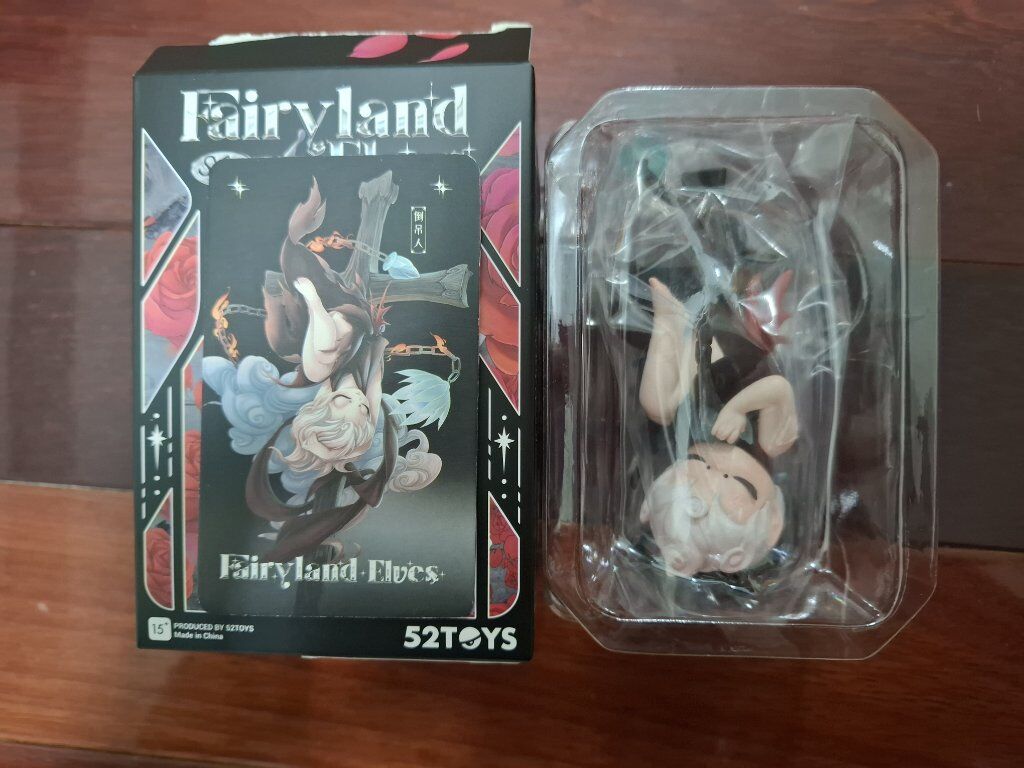 Fairyland
倒吊人
Fairyland Elves
15+
PRODUCED BY 52TOYS
Made in China
52TOYS